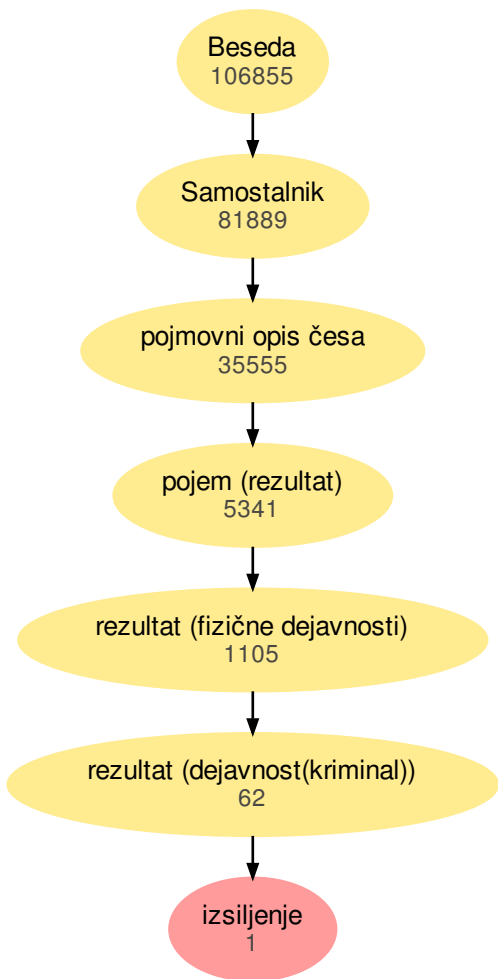 Beseda
106855
Samostalnik
81889
pojmovni opis česa
35555
pojem (rezultat)
5341
rezultat (fizične dejavnosti)
1105
rezultat (dejavnost(kriminal))
62
izsiljenje
1